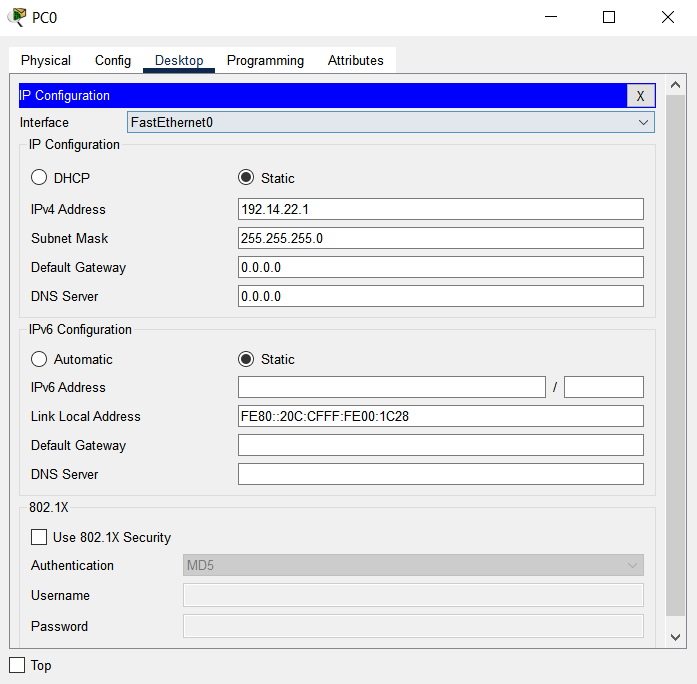 PC0
Physical Config Desktop Programming Attributes
IP Configuration X
Interface FastEthernet0
IP Configuration
DHCP Static
IPv4 Address 192.14.22.1
Subnet Mask 255.255.255.0
Default Gateway 0.0.0.0
DNS Server 0.0.0.0
IPv6 Configuration
Automatic Static
IPv6 Address /
Link Local Address FE80::20C:CFFF:FE00:1C28
Default Gateway
DNS Server
802.1X
Use 802.1X Security
Authentication MD5
Username
Password
Top